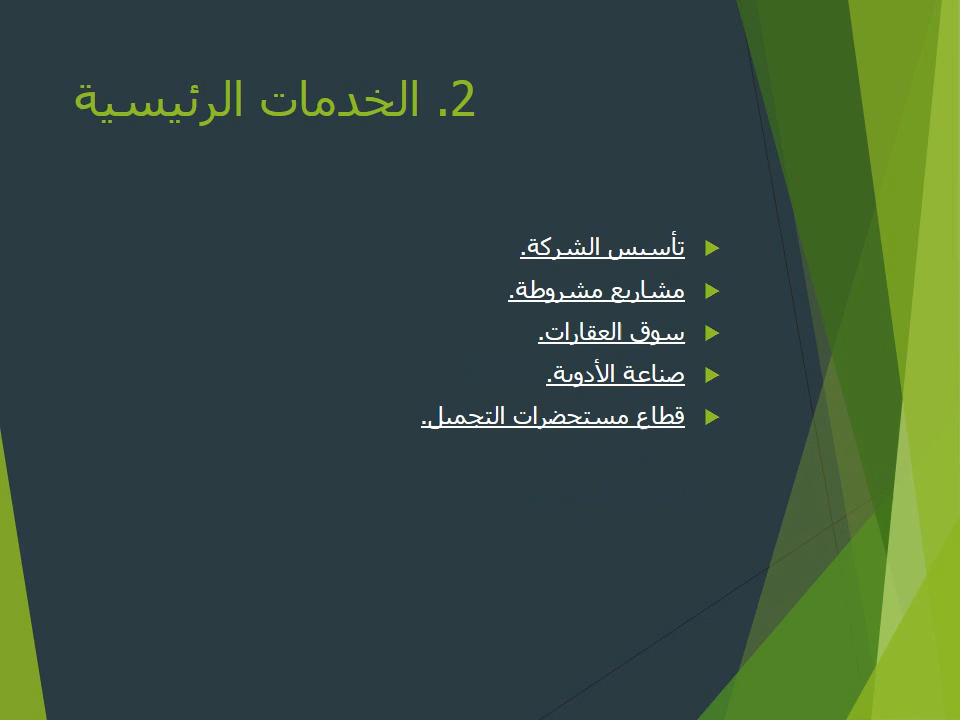 2. الخدمات الرئيسية
تأسيس الشركة.
مشاريع مشروطة.
سوق العقارات.
صناعة الأدوية.
قطاع مستحضرات التجميل.